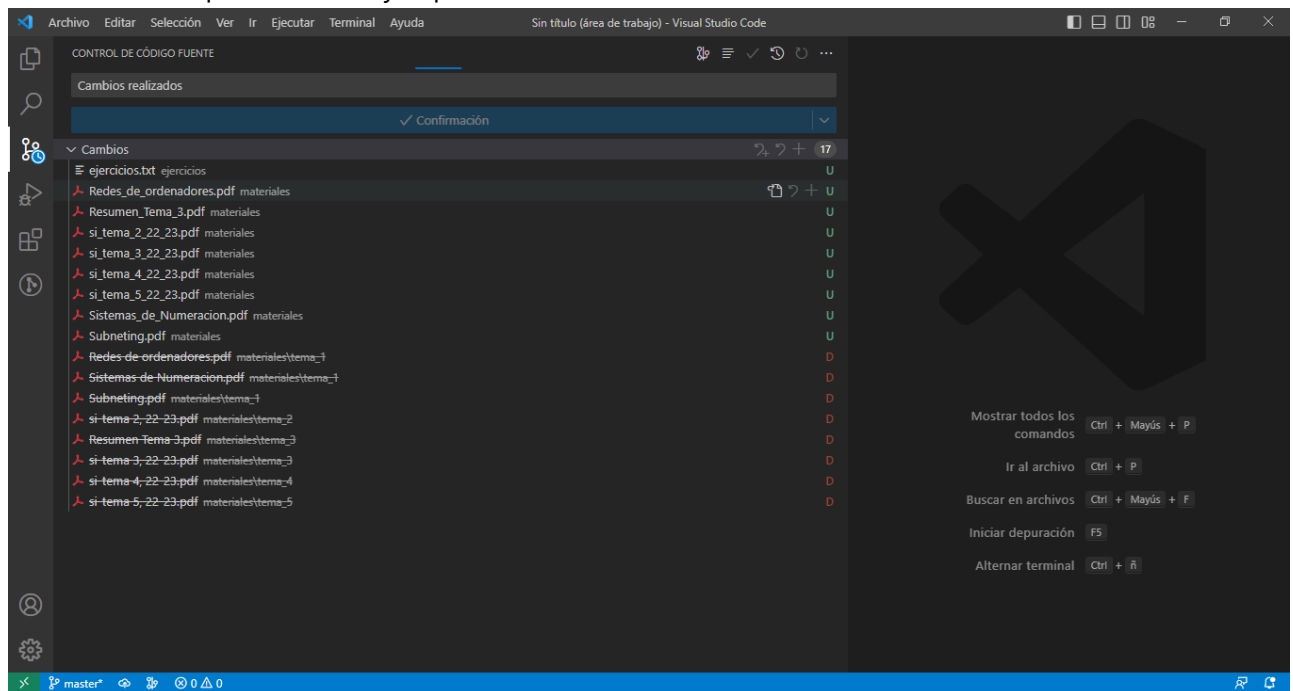 Archivo Editar Selección Ver Ir Ejecutar Terminal Ayuda Sin título (área de trabajo) - Visual Studio Code
CONTROL DE CÓDIGO FUENTE
Cambios realizados
Confirmación
Cambios 17
ejercicios.txt ejercicios U
Redes_de_ordenadores.pdf materiales U
Resumen_Tema_3.pdf materiales U
si_tema_2_22_23.pdf materiales U
si_tema_3_22_23.pdf materiales U
si_tema_4_22_23.pdf materiales U
si_tema_5_22_23.pdf materiales U
Sistemas_de_Numeracion.pdf materiales U
Subneting.pdf materiales U
Redes de ordenadores.pdf materiales\tema_1 D
Sistemas de Numeracion.pdf materiales\tema_1 D
Subneting.pdf materiales\tema_1 D
si tema 2, 22-23.pdf materiales\tema_2 D
Resumen Tema 3.pdf materiales\tema_3 D
si tema 3, 22-23.pdf materiales\tema_3 D
si tema 4, 22-23.pdf materiales\tema_4 D
si tema 5, 22-23.pdf materiales\tema_5 D
Mostrar todos los
comandos Ctrl + Mayús + P
Ir al archivo Ctrl + P
Buscar en archivos Ctrl + Mayús + F
Iniciar depuración F5
Alternar terminal Ctrl + ñ
master* 0 0